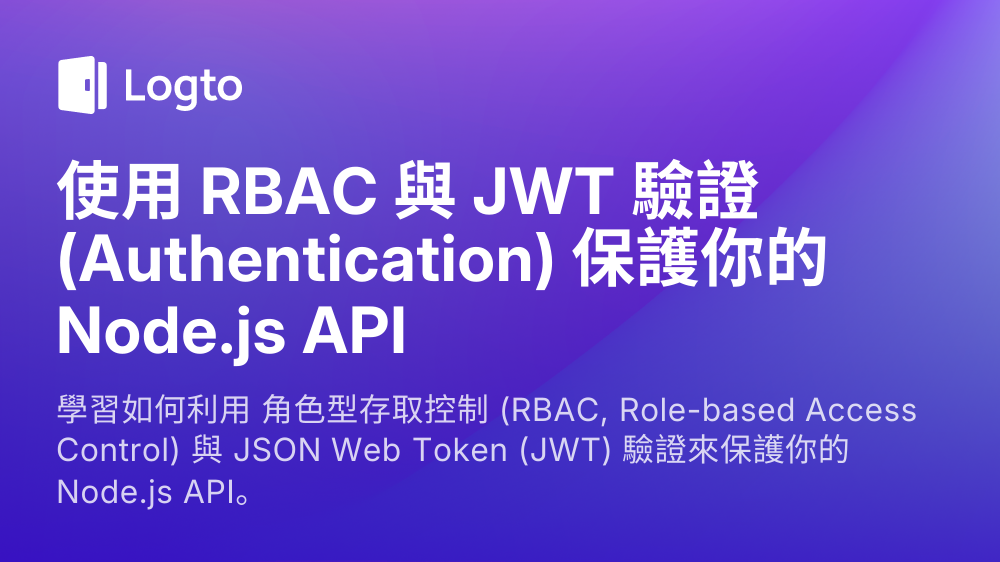 Logto
使用 RBAC 與 JWT 驗證
(Authentication) 保護你的
Node.js API
學習如何利用 角色型存取控制 (RBAC, Role-based Access
Control) 與 JSON Web Token (JWT) 驗證來保護你的
Node.js API。